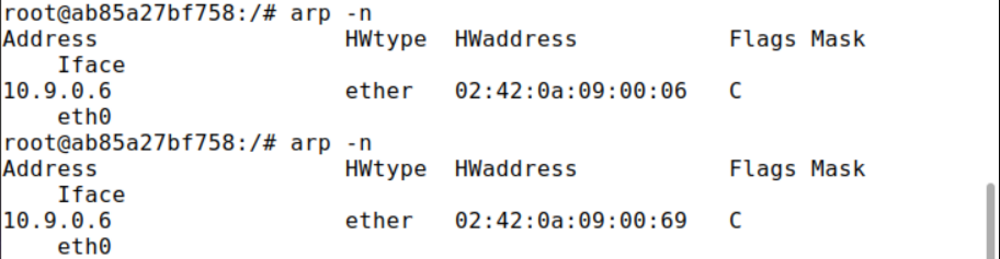 root@ab85a27bf758:/# arp -n
Address                  HWtype  HWaddress           Flags Mask
    Iface
10.9.0.6                 ether   02:42:0a:09:00:06   C
    eth0
root@ab85a27bf758:/# arp -n
Address                  HWtype  HWaddress           Flags Mask
    Iface
10.9.0.6                 ether   02:42:0a:09:00:69   C
    eth0